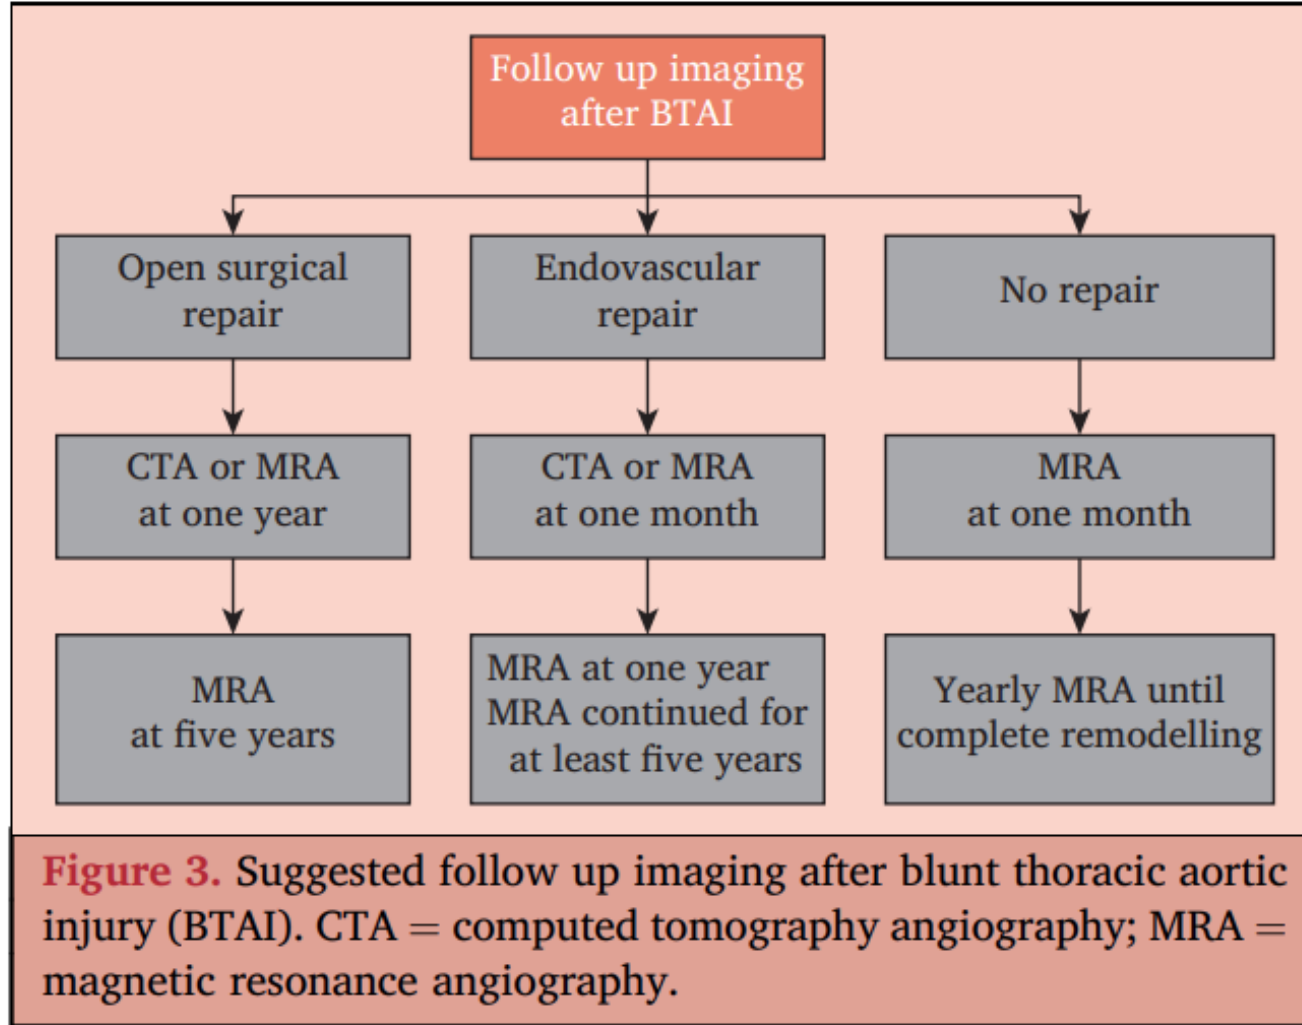 Follow up imaging
after BTAI
Open surgical
repair
Endovascular
repair
No repair
CTA or MRA
at one year
CTA or MRA
at one month
MRA
at one month
MRA
at five years
MRA at one year
MRA continued for
at least five years
Yearly MRA until
complete remodelling
Figure 3. Suggested follow up imaging after blunt thoracic aortic
injury (BTAI). CTA = computed tomography angiography; MRA =
magnetic resonance angiography.